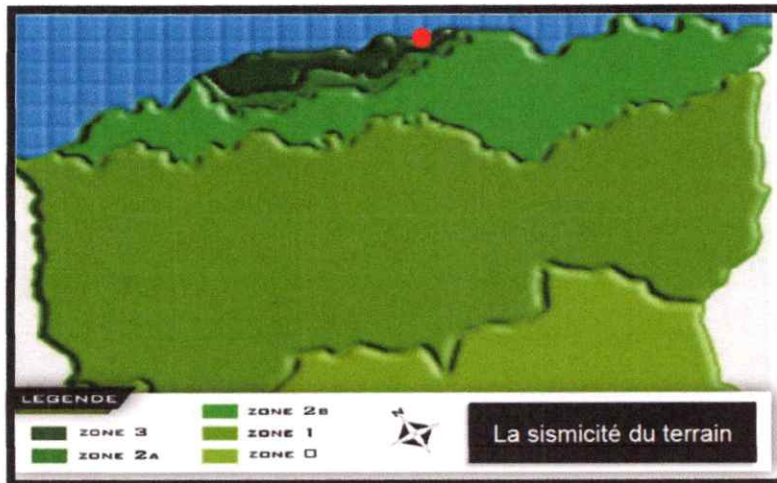 LEGENDE
ZONE 3
ZONE 2A
ZONE 2B
ZONE 1
ZONE 0
La sismicité du terrain